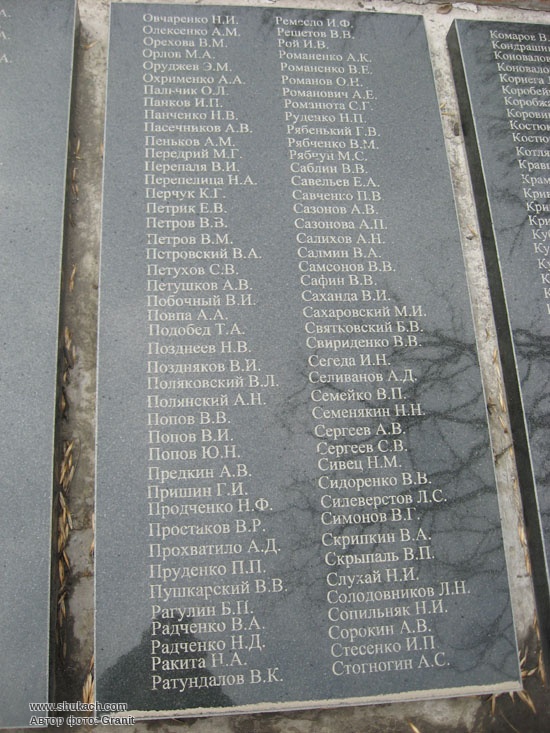 Овчаренко Н.И.
Олексенко А.М.
Орехова В.М.
Орлов М.А.
Оруджев Э.М.
Охрименко А.А.
Пальчик О.Л.
Панков И.П.
Панченко Н.В.
Пасечников А.В.
Пеньков А.М.
Передрий М.Г.
Перепаля В.И.
Перепелица Н.А.
Перчук К.Г.
Петрик Е.В.
Петров В.В.
Петров В.М.
Петровский В.А.
Петухов С.В.
Петушков А.В.
Побочный В.И.
Повпа А.А.
Подобед Т.А.
Позднеев Н.В.
Поздняков В.И.
Поляковский В.Л.
Полянский А.Н.
Попов В.В.
Попов В.И.
Попов Ю.Н.
Предкин А.В.
Пришин Г.И.
Продченко Н.Ф.
Простаков В.Р.
Прохватило А.Д.
Пруденко П.П.
Пушкарский В.В.
Рагулин Б.П.
Радченко В.А.
Радченко Н.Д.
Ракита Н.А.
Ратундалов В.К.
Ремесло И.Ф.
Решетов В.В.
Рой И.В.
Романенко А.К.
Романенко В.Е.
Романов О.Н.
Романович А.Е.
Романюта С.Г.
Руденко Н.П.
Рябенький Г.В.
Рябченко В.М.
Рябчун М.С.
Саблин В.В.
Савельев Е.А.
Савченко П.В.
Сазонов А.В.
Сазонова А.П.
Салихов А.Н.
Салмин В.А.
Самсонов В.В.
Сафин В.В.
Саханда В.И.
Сахаровский М.И.
Святковский Б.В.
Свириденко В.В.
Сегеда И.Н.
Селиванов А.Д.
Семейко В.П.
Семенякин Н.Н.
Сергеев А.В.
Сергеев С.В.
Сивец Н.М.
Сидоренко В.В.
Силеверстов Л.С.
Симонов В.Г.
Скрипкин В.А.
Скрыпаль В.П.
Слухай Н.И.
Солодовников Л.Н.
Сопильняк Н.И.
Сорокин А.В.
Стесенко И.П.
Стогногин А.С.
Комаров В.
www.shukach.com
Автор фото: Granit